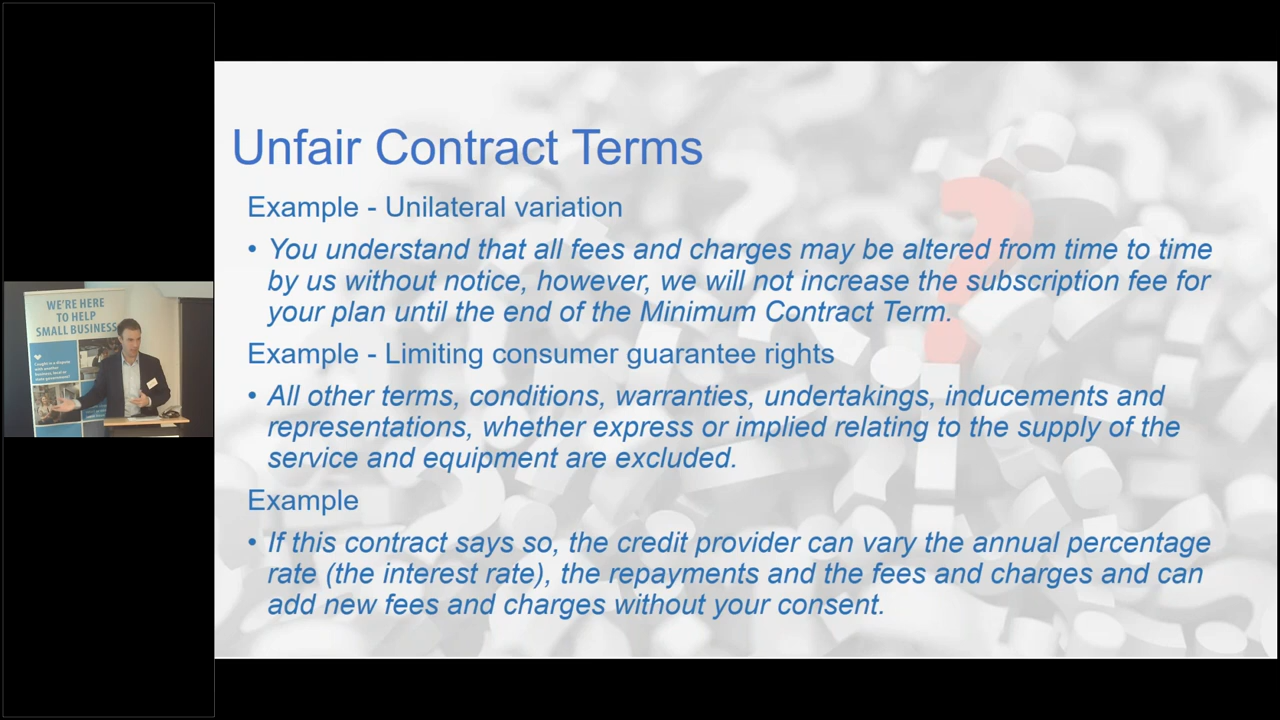 Unfair Contract Terms
Example - Unilateral variation
• You understand that all fees and charges may be altered from time to time
by us without notice, however, we will not increase the subscription fee for
your plan until the end of the Minimum Contract Term.
Example - Limiting consumer guarantee rights
• All other terms, conditions, warranties, undertakings, inducements and
representations, whether express or implied relating to the supply of the
service and equipment are excluded.
Example
• If this contract says so, the credit provider can vary the annual percentage
rate (the interest rate), the repayments and the fees and charges and can
add new fees and charges without your consent.
WE'RE HERE
TO HELP
SMALL BUSINESS